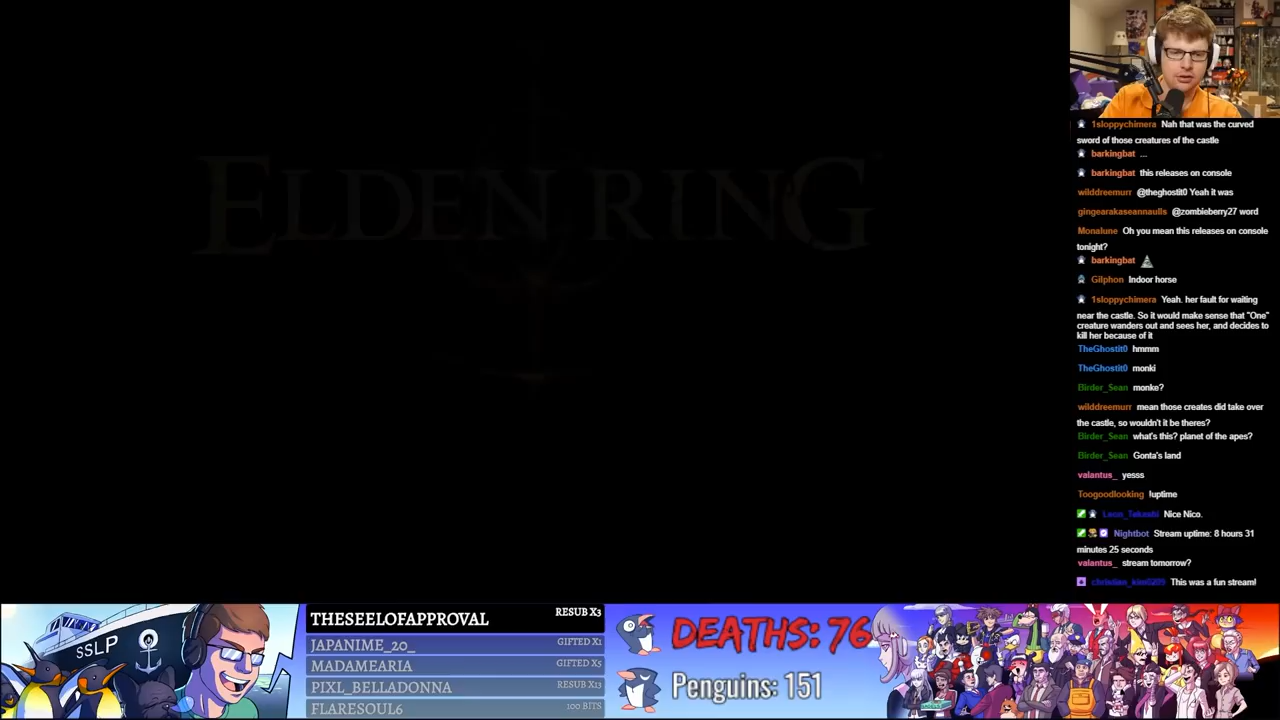 ELDEN RING
1sloppychimera Nah that was the curved
sword of those creatures of the castle
barkingbat ...
barkingbat this releases on console
wilddreemurr @theghostit0 Yeah it was
gingearakaseannaulls @zombieberry27 word
Monalune Oh you mean this releases on console
tonight?
barkingbat
Gilphon Indoor horse
1sloppychimera Yeah. her fault for waiting
near the castle. So it would make sense that "One"
creature wanders out and sees her, and decides to
kill her because of it
TheGhostit0 hmmm
TheGhostit0 monki
Birder_Sean monke?
wilddreemurr mean those creates did take over
the castle, so wouldn't it be theres?
Birder_Sean what's this? planet of the apes?
Birder_Sean Gonta's land
valantus_ yesss
Toogoodlooking !uptime
Leon_Takashi Nice Nico.
Nightbot Stream uptime: 8 hours 31
minutes 25 seconds
valantus_ stream tomorrow?
christian_kim0209 This was a fun stream!
SSLP
THESEELOFAPPROVAL RESUB X3
JAPANIME_20_ GIFTED X1
MADAMEARIA GIFTED X5
PIXL_BELLADONNA RESUB X13
FLARESOUL6 100 BITS
DEATHS: 76
Penguins: 151